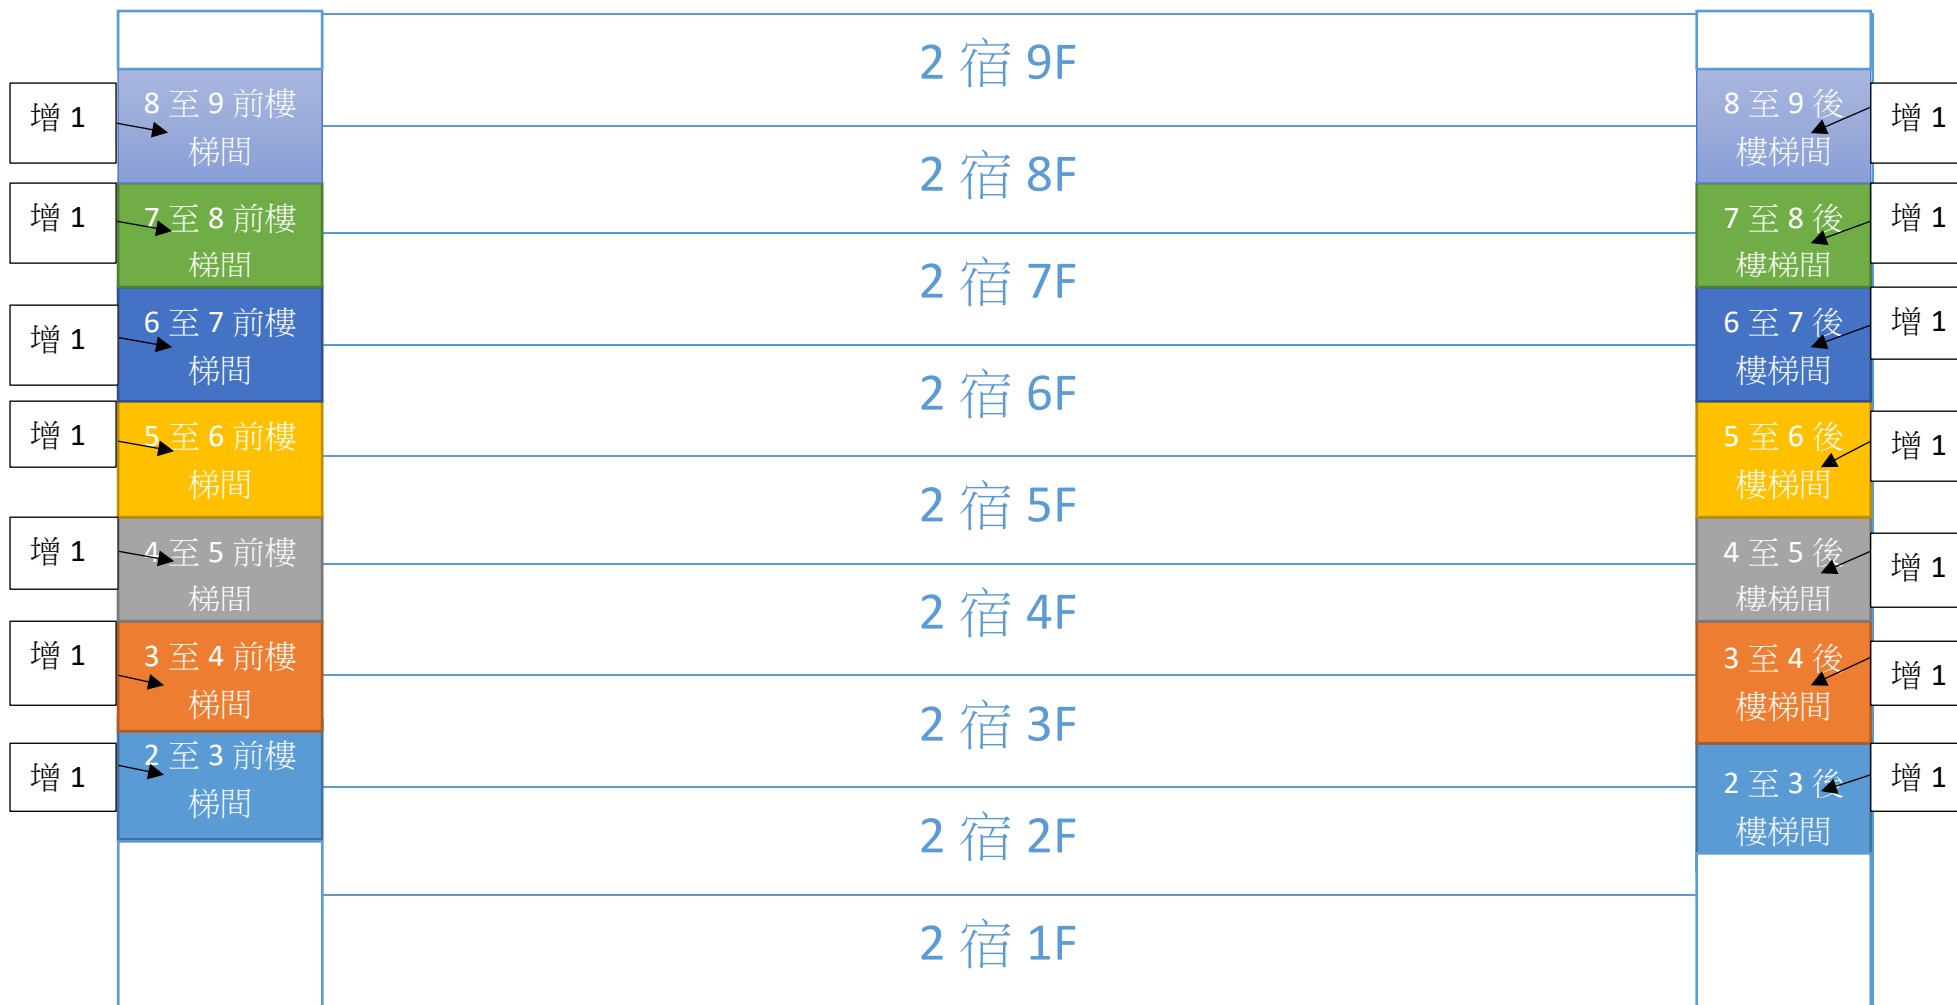 2 宿 9F
增 1
8 至 9 前樓
梯間
8 至 9 後
樓梯間
增 1
2 宿 8F
增 1
7 至 8 前樓
梯間
7 至 8 後
樓梯間
增 1
2 宿 7F
增 1
6 至 7 前樓
梯間
6 至 7 後
樓梯間
增 1
2 宿 6F
增 1
5 至 6 前樓
梯間
5 至 6 後
樓梯間
增 1
2 宿 5F
增 1
4 至 5 前樓
梯間
4 至 5 後
樓梯間
增 1
2 宿 4F
增 1
3 至 4 前樓
梯間
3 至 4 後
樓梯間
增 1
2 宿 3F
增 1
2 至 3 前樓
梯間
2 至 3 後
樓梯間
增 1
2 宿 2F
2 宿 1F